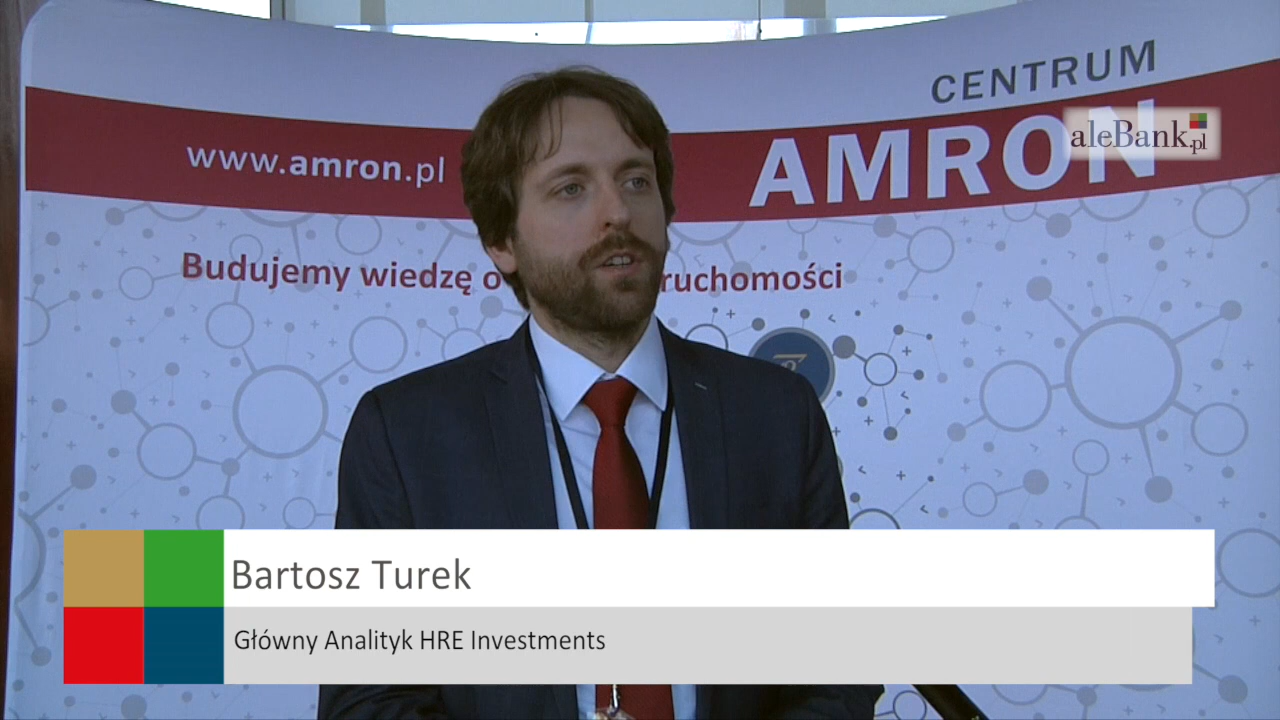 CENTRUM
AMRON
aleBank.pl
www.amron.pl
Budujemy wiedzę o ruchomości
Bartosz Turek
Główny Analityk HRE Investments